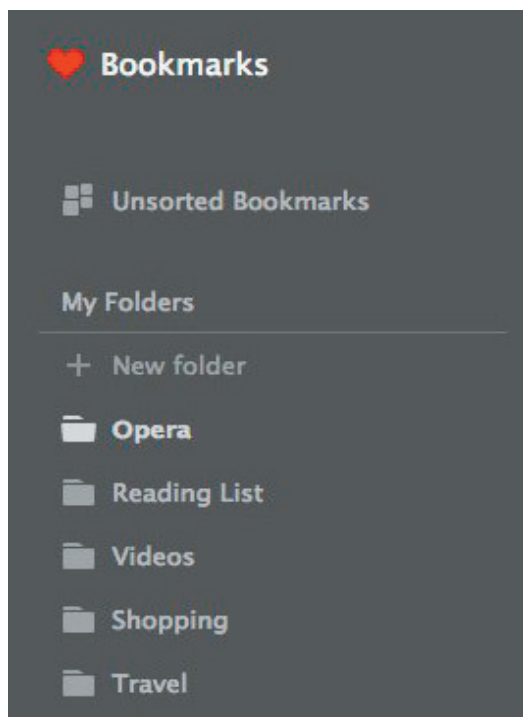 Bookmarks
Unsorted Bookmarks
My Folders
New folder
Opera
Reading List
Videos
Shopping
Travel